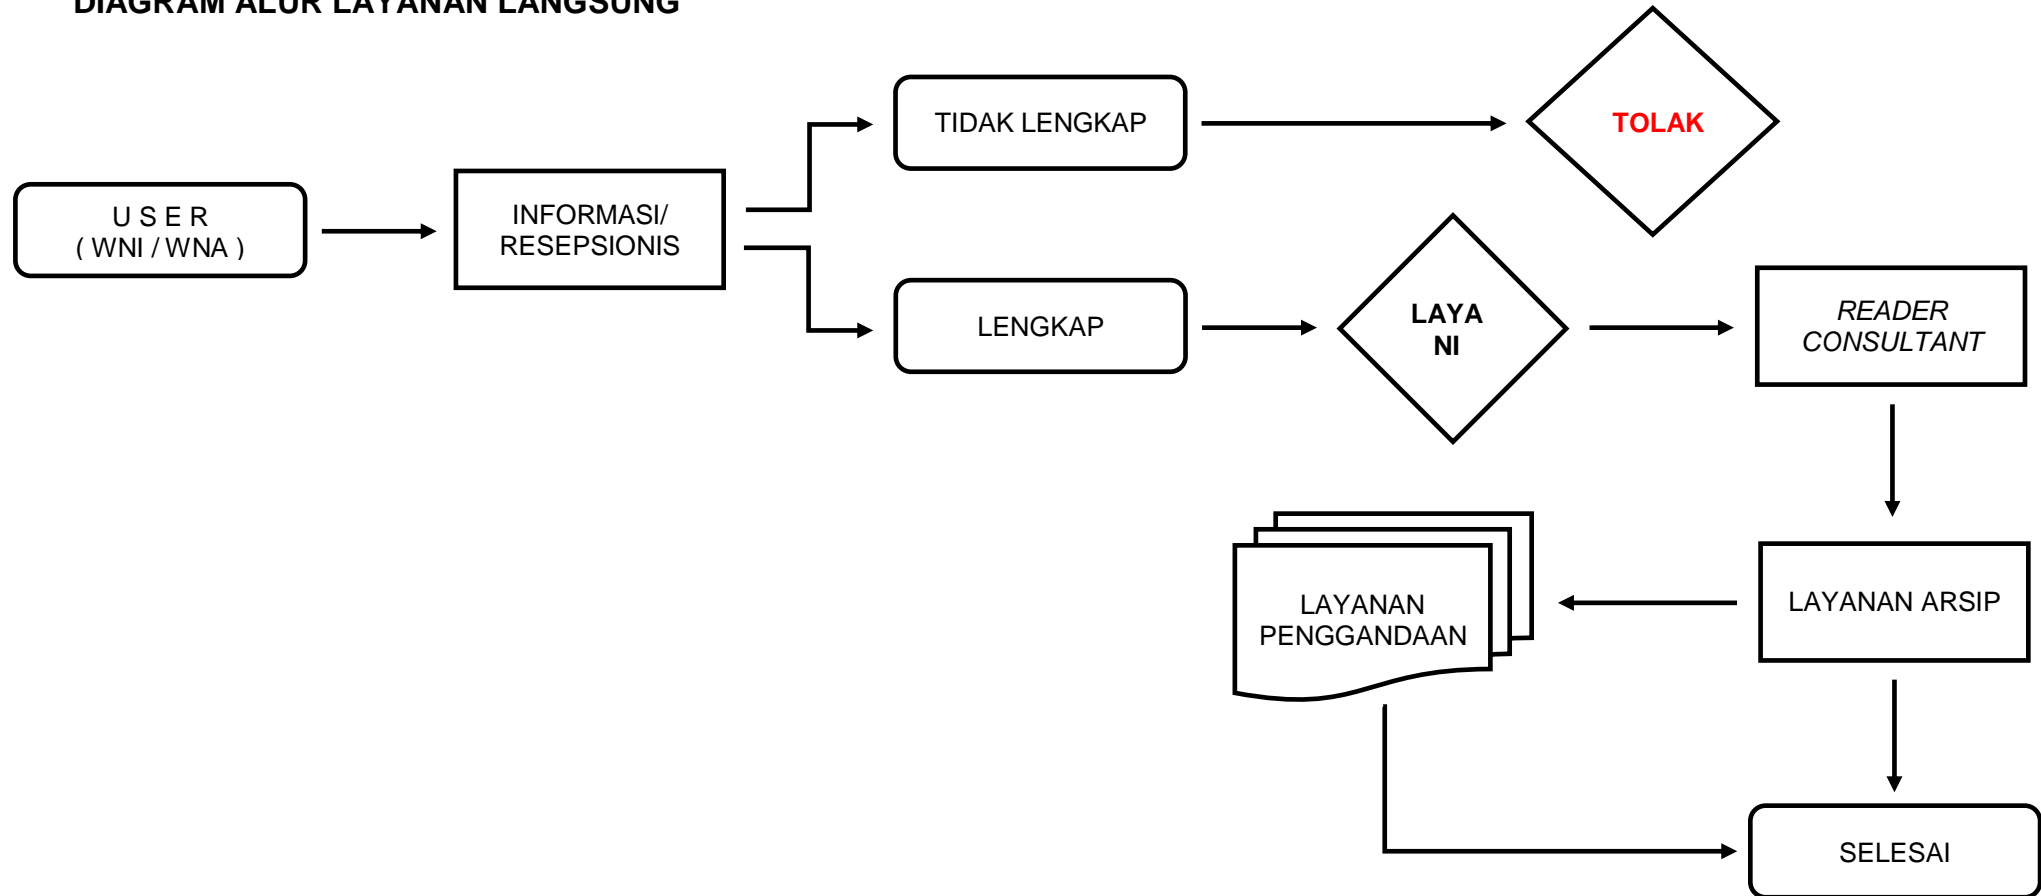 DIAGRAM ALUR LAYANAN LANGSUNG
TIDAK LENGKAP
TOLAK
U S E R
( WNI / WNA )
INFORMASI/
RESEPSIONIS
LENGKAP
LAYA
NI
READER
CONSULTANT
LAYANAN
PENGGANDAAN
LAYANAN ARSIP
SELESAI